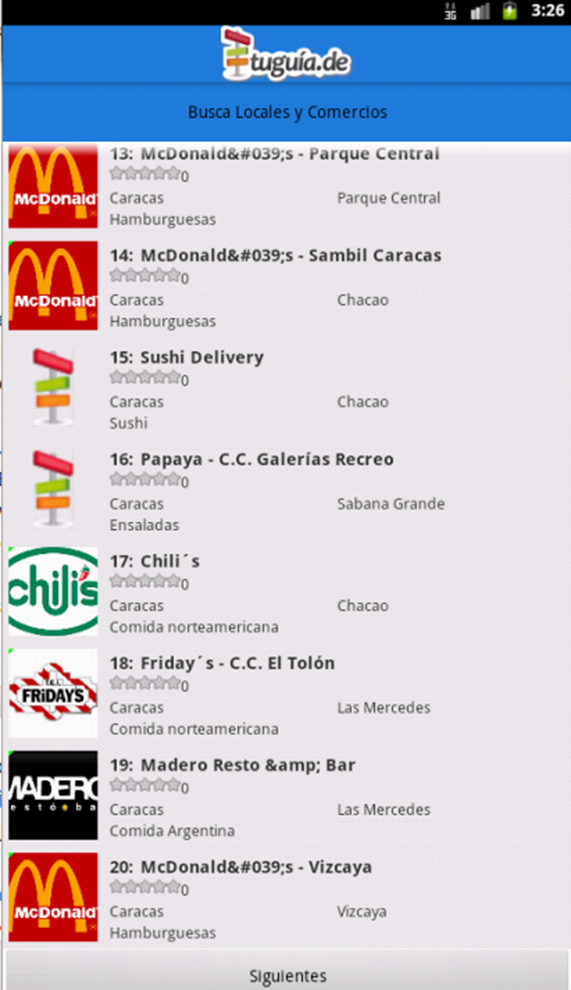 3G 3:26
tuguía.de
Busca Locales y Comercios
13: McDonald&#039;s - Parque Central
0
McDonald'
Caracas Parque Central
Hamburguesas
14: McDonald&#039;s - Sambil Caracas
0
McDonald'
Caracas Chacao
Hamburguesas
15: Sushi Delivery
0
Caracas Chacao
Sushi
16: Papaya - C.C. Galerías Recreo
0
Caracas Sabana Grande
Ensaladas
17: Chili´s
0
chili's
Caracas Chacao
Comida norteamericana
18: Friday´s - C.C. El Tolón
0
FRiDAY'S
Caracas Las Mercedes
Comida norteamericana
19: Madero Resto &amp; Bar
0
MADERO
estó•ba
Caracas Las Mercedes
Comida Argentina
20: McDonald&#039;s - Vizcaya
0
McDonald'
Caracas Vizcaya
Hamburguesas
Siguientes